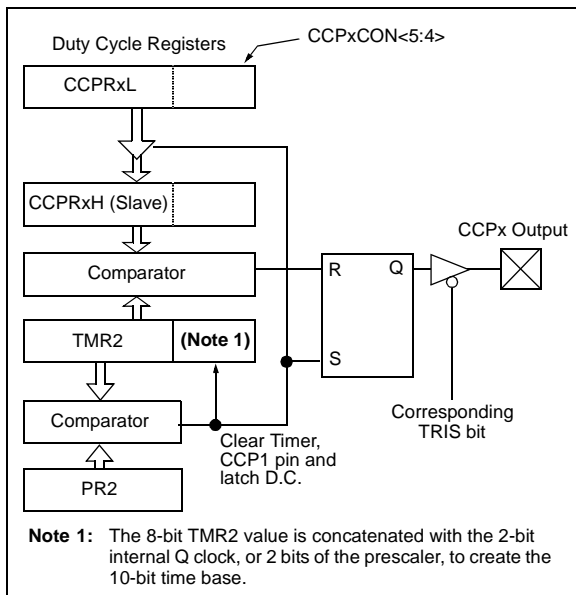 Duty Cycle Registers
CCPxCON<5:4>
CCPRxL
CCPRxH (Slave)
CCPx Output
Comparator
R
Q
TMR2
(Note 1)
S
Comparator
Clear Timer,
CCP1 pin and
latch D.C.
Corresponding
TRIS bit
PR2
Note 1: The 8-bit TMR2 value is concatenated with the 2-bit
internal Q clock, or 2 bits of the prescaler, to create the
10-bit time base.